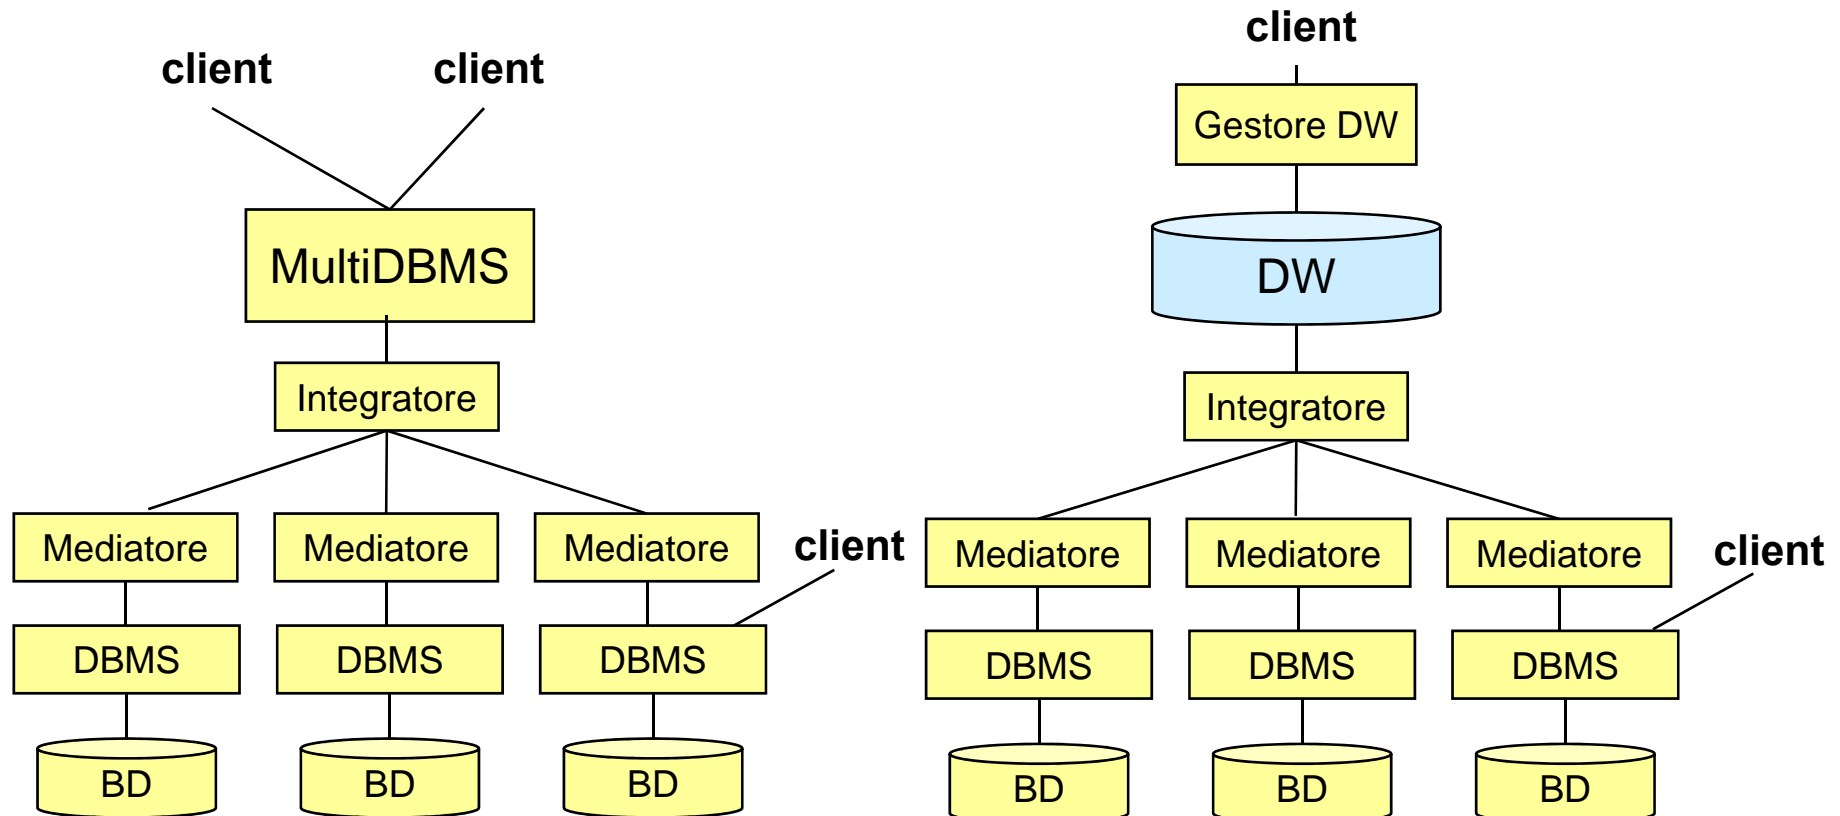 client client
MultiDBMS
Integratore
Mediatore Mediatore Mediatore client
DBMS DBMS DBMS
BD BD BD
client
Gestore DW
DW
Integratore
Mediatore Mediatore Mediatore client
DBMS DBMS DBMS
BD BD BD